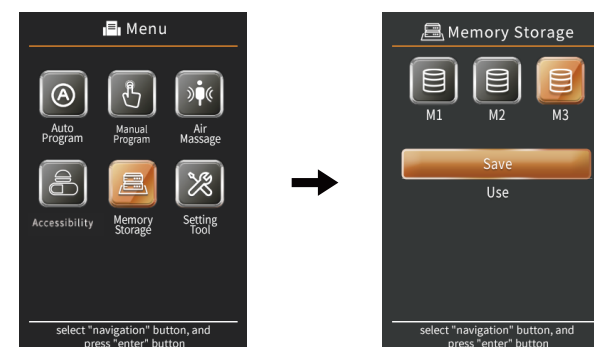 Menu
Auto
Program
Manual
Program
Air
Massage
Accessibility
Memory
Storage
Setting
Tool
select "navigation" button, and
press "enter" button
Memory Storage
M1
M2
M3
Save
Use
select "navigation" button, and
press "enter" button